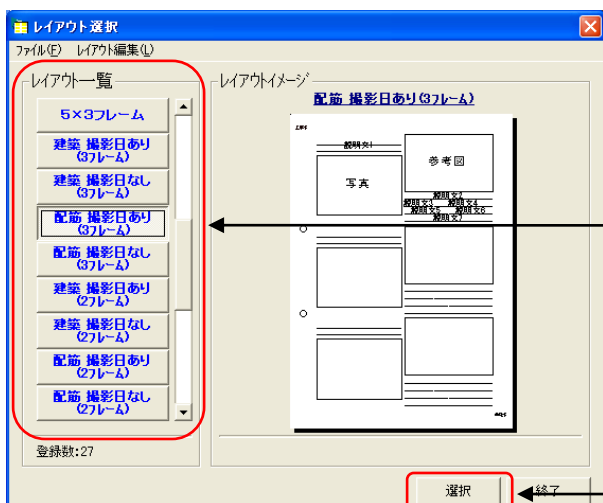 レイアウト選択
ファイル(F) レイアウト編集(L)
レイアウト一覧
5×3フレーム
建築 撮影日あり
(3フレーム)
建築 撮影日なし
(3フレーム)
配筋 撮影日あり
(3フレーム)
配筋 撮影日なし
(3フレーム)
建築 撮影日あり
(2フレーム)
建築 撮影日なし
(2フレーム)
配筋 撮影日あり
(2フレーム)
配筋 撮影日なし
(2フレーム)
登録数:27
レイアウトイメージ
配筋 撮影日あり(3フレーム)
説明文1
写真
参考図
説明文2
説明文3 説明文4
説明文5 説明文6
説明文7
選択
終了